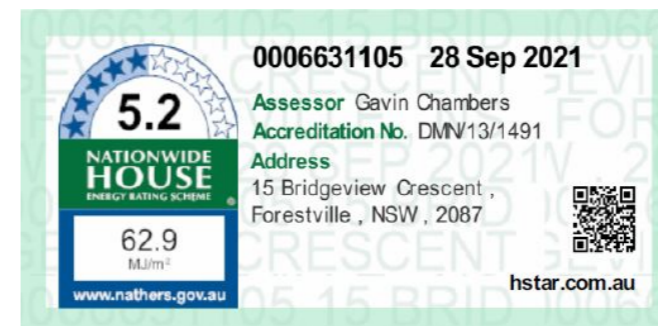 0006631105 28 Sep 2021
5.2
NATIONWIDE
HOUSE
ENERGY RATING SCHEME
62.9
MJ/m²
www.nathers.gov.au
Assessor Gavin Chambers
Accreditation No. DMN/13/1491
Address
15 Bridgeview Crescent ,
Forestville , NSW , 2087
hstar.com.au